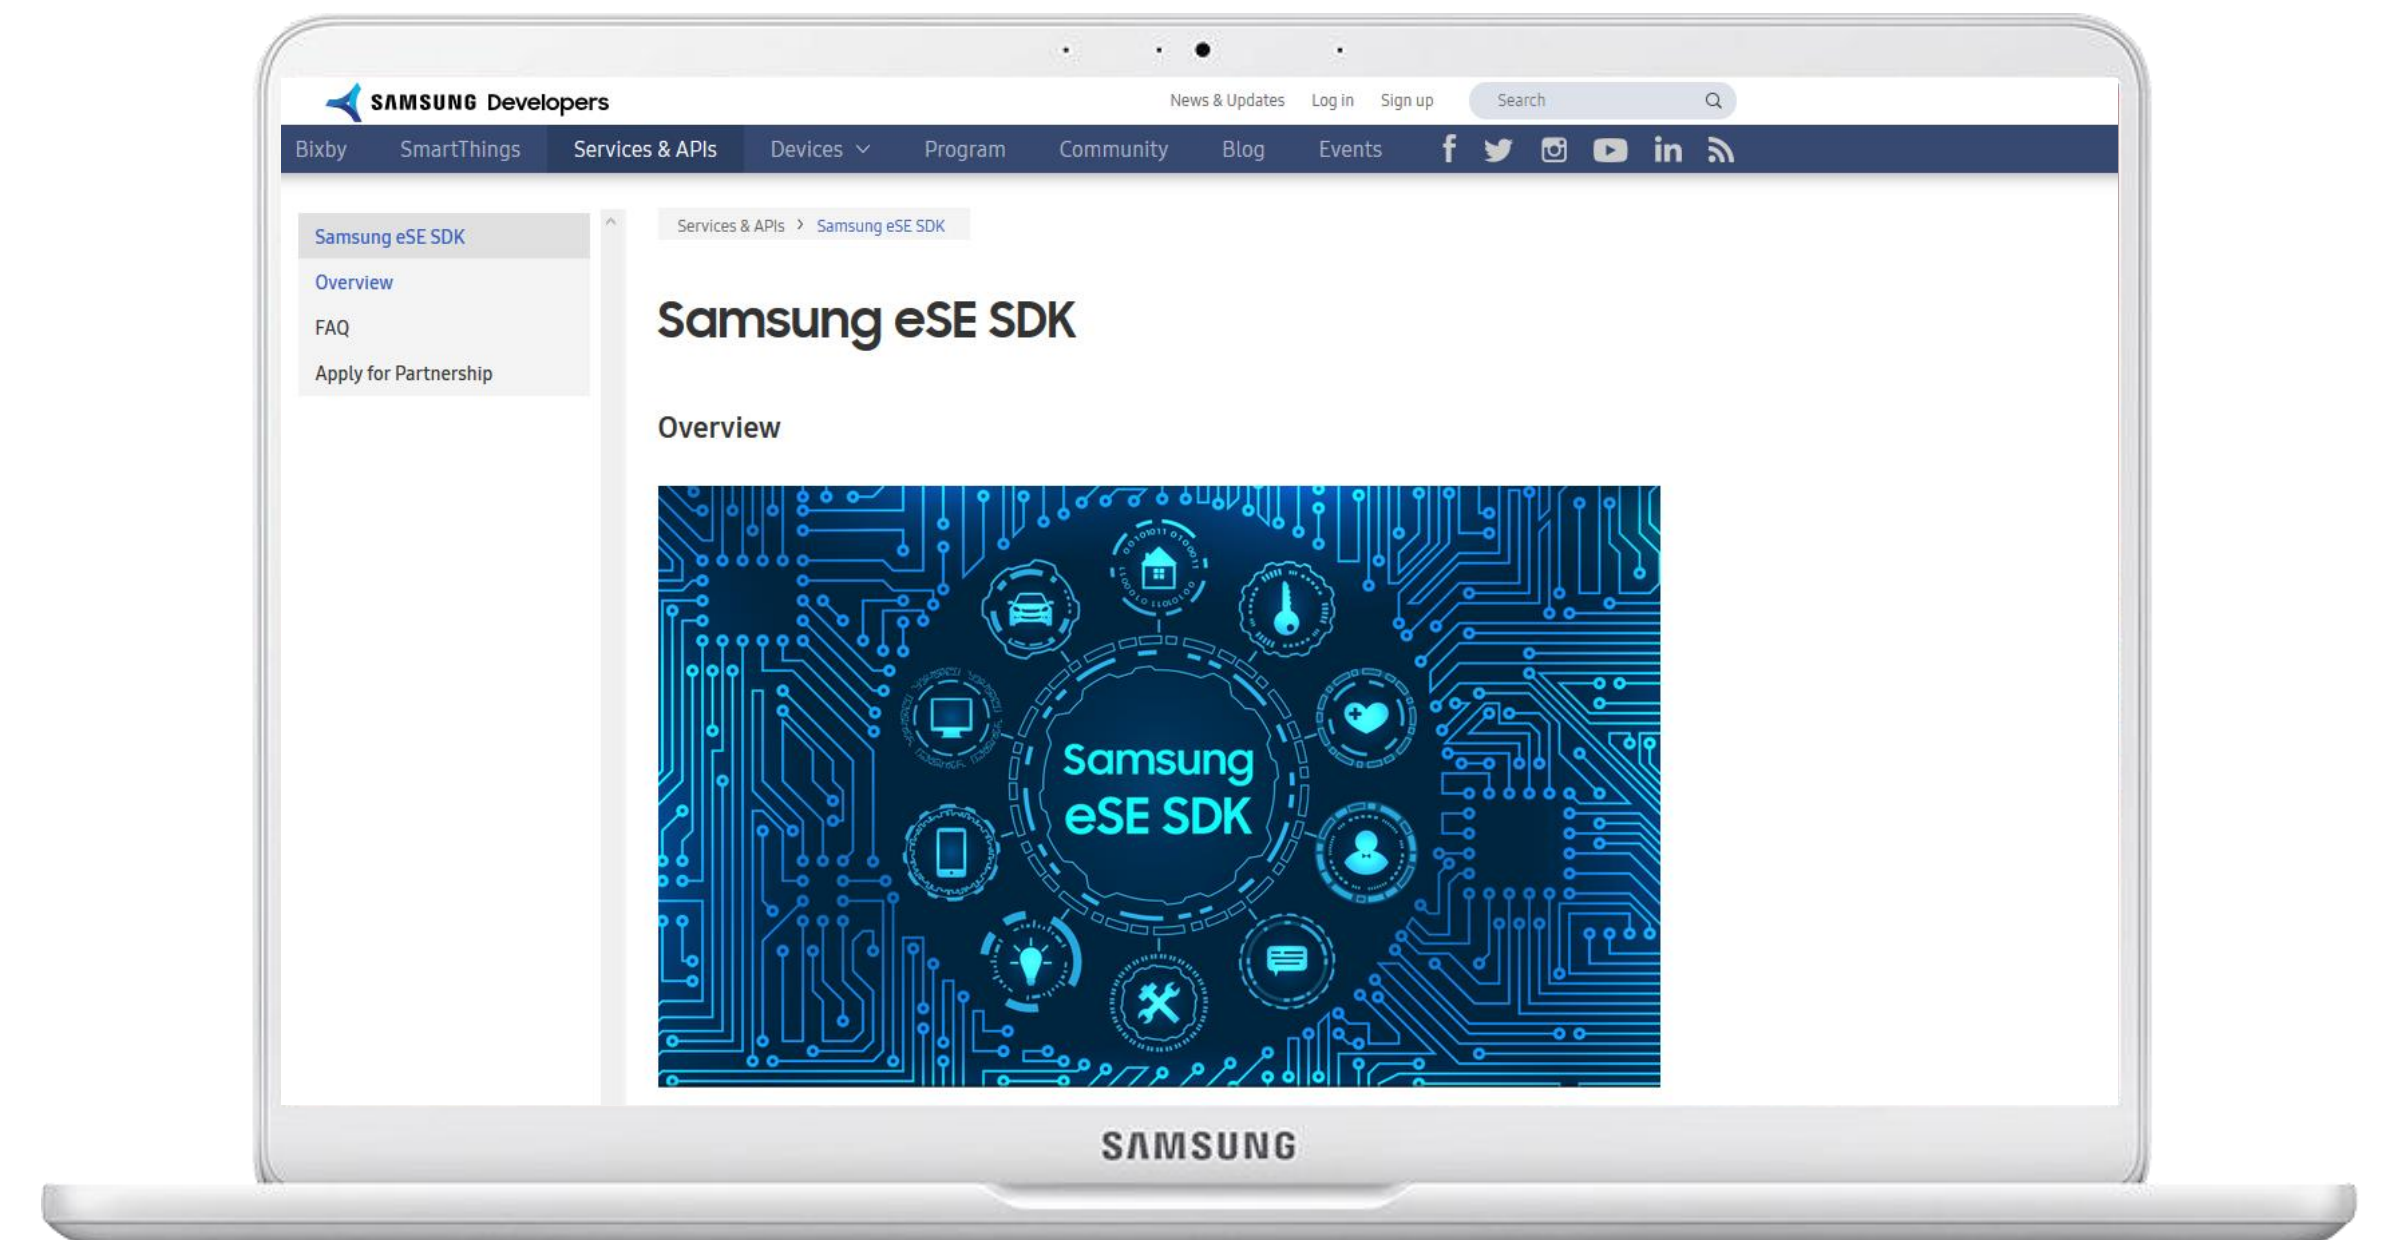 SAMSUNG Developers
News & Updates Log in Sign up Search
Bixby SmartThings Services & APIs Devices Program Community Blog Events
Services & APIs > Samsung eSE SDK
Samsung eSE SDK
Overview
FAQ
Apply for Partnership
Samsung eSE SDK
Overview
Samsung
eSE SDK
SAMSUNG